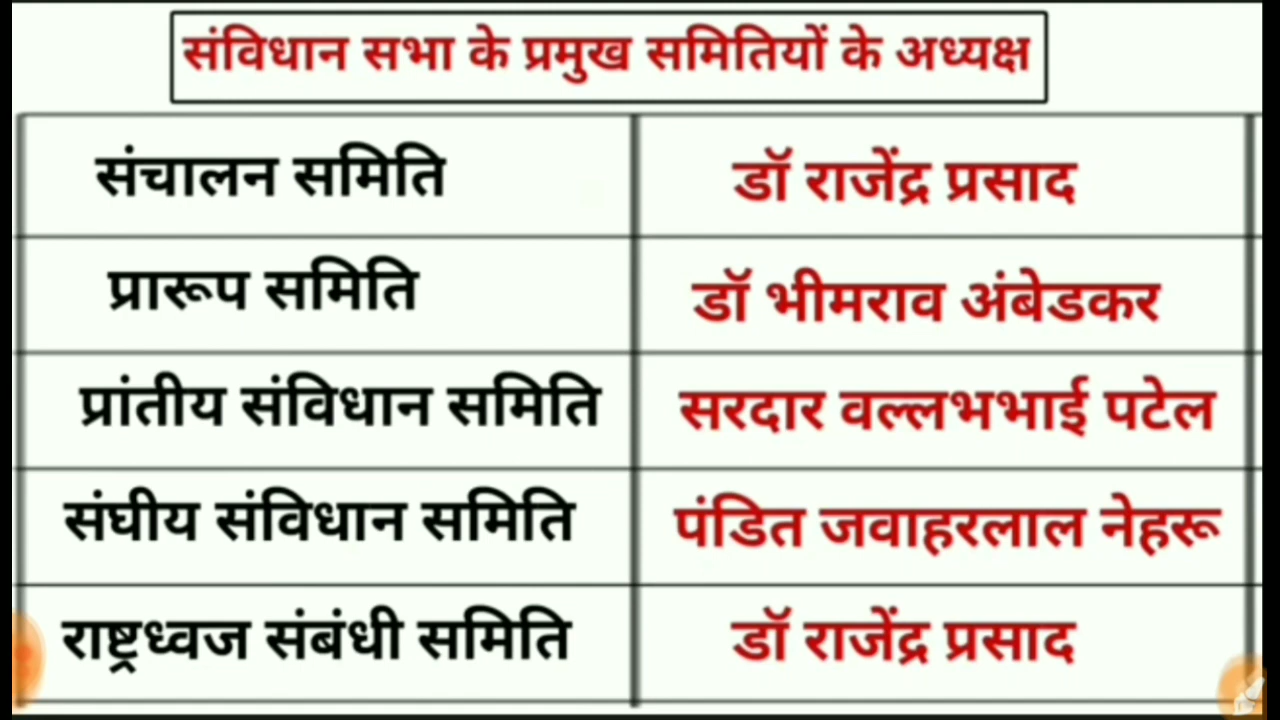 संविधान सभा के प्रमुख समितियों के अध्यक्ष
संचालन समिति डॉ राजेंद्र प्रसाद
प्रारूप समिति डॉ भीमराव अंबेडकर
प्रांतीय संविधान समिति सरदार वल्लभभाई पटेल
संघीय संविधान समिति पंडित जवाहरलाल नेहरू
राष्ट्रध्वज संबंधी समिति डॉ राजेंद्र प्रसाद